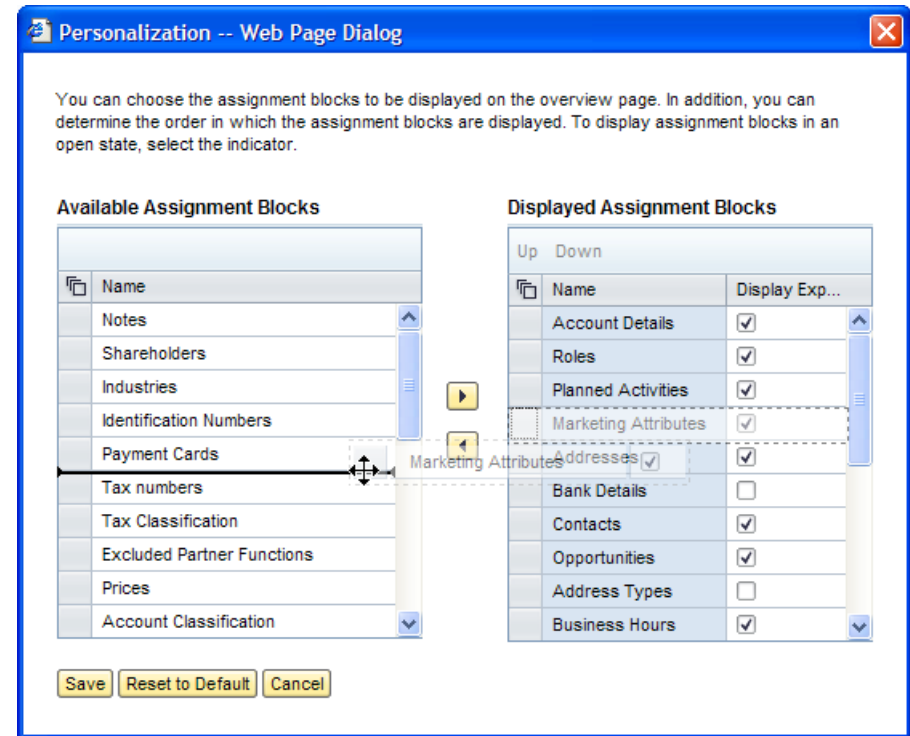 Personalization -- Web Page Dialog
You can choose the assignment blocks to be displayed on the overview page. In addition, you can
determine the order in which the assignment blocks are displayed. To display assignment blocks in an
open state, select the indicator.
Available Assignment Blocks
Name
Notes
Shareholders
Industries
Identification Numbers
Payment Cards
Tax numbers
Tax Classification
Excluded Partner Functions
Prices
Account Classification
Marketing Attributes
Displayed Assignment Blocks
Up Down
Name Display Exp...
Account Details
Roles
Planned Activities
Marketing Attributes
Addresses
Bank Details
Contacts
Opportunities
Address Types
Business Hours
Save Reset to Default Cancel